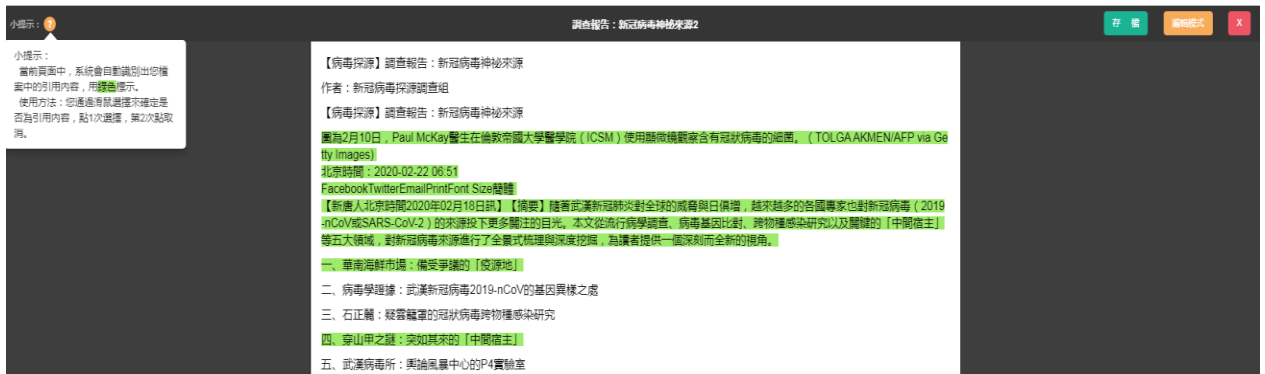 小提示：?
調查報告：新冠病毒神祕來源2
存 檔
編輯模式
X
小提示：
當前頁面中，系統會自動識別出您檔
案中的引用內容，用綠色標示。
使用方法：您通過滑鼠選擇來確定是
否為引用內容，點1次選擇，第2次點取
消。
【病毒探源】調查報告：新冠病毒神祕來源
作者：新冠病毒探源調查組
【病毒探源】調查報告：新冠病毒神祕來源
圖為2月10日，Paul McKay醫生在倫敦帝國大學醫學院（ICSM）使用顯微鏡觀察含有冠狀病毒的細菌。（TOLGA AKMEN/AFP via Ge
tty Images)
北京時間：2020-02-22 06:51
FacebookTwitterEmailPrintFont Size簡體
【新唐人北京時間2020年02月18日訊】【摘要】隨著武漢新冠肺炎對全球的威脅與日俱增，越來越多的各國專家也對新冠病毒（2019
-nCoV或SARS-CoV-2）的來源投下更多關注的目光。本文從流行病學調查、病毒基因比對、跨物種感染研究以及關鍵的「中間宿主」
等五大領域，對新冠病毒來源進行了全景式梳理與深度挖掘，為讀者提供一個深刻而全新的視角。
一、華南海鮮市場：備受爭議的「疫源地」
二、病毒學證據：武漢新冠病毒2019-nCoV的基因異樣之處
三、石正麗：疑雲籠罩的冠狀病毒跨物種感染研究
四、穿山甲之謎：突如其來的「中間宿主」
五、武漢病毒所：輿論風暴中心的P4實驗室